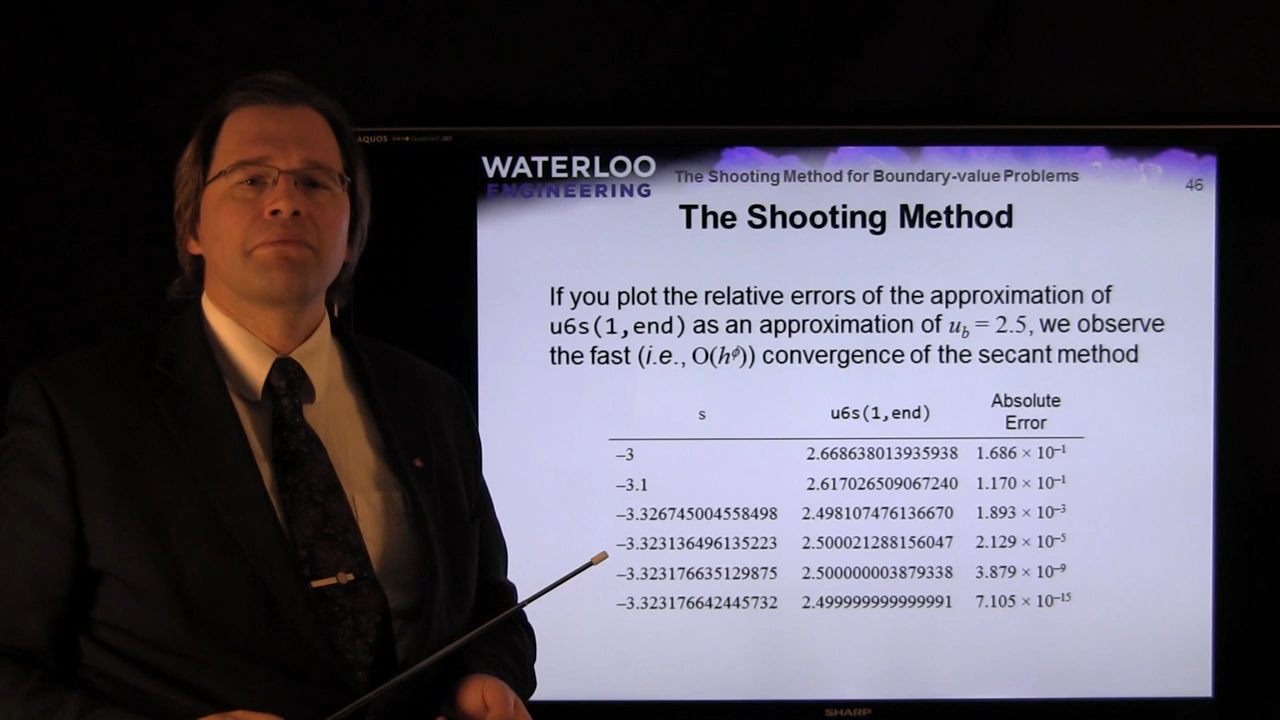 AQUOS
WATERLOO
ENGINEERING
The Shooting Method for Boundary-value Problems
46
The Shooting Method
If you plot the relative errors of the approximation of
u6s(1,end) as an approximation of u_b = 2.5, we observe
the fast (i.e., O(h^ϕ)) convergence of the secant method
s u6s(1,end) Absolute Error
–3 2.668638013935938 1.686 × 10⁻¹
–3.1 2.617026509067240 1.170 × 10⁻¹
–3.326745004558498 2.498107476136670 1.893 × 10⁻³
–3.323136496135223 2.500021288156047 2.129 × 10⁻⁵
–3.323176635129875 2.500000003879338 3.879 × 10⁻⁹
–3.323176642445732 2.499999999999991 7.105 × 10⁻¹⁵
SHARP